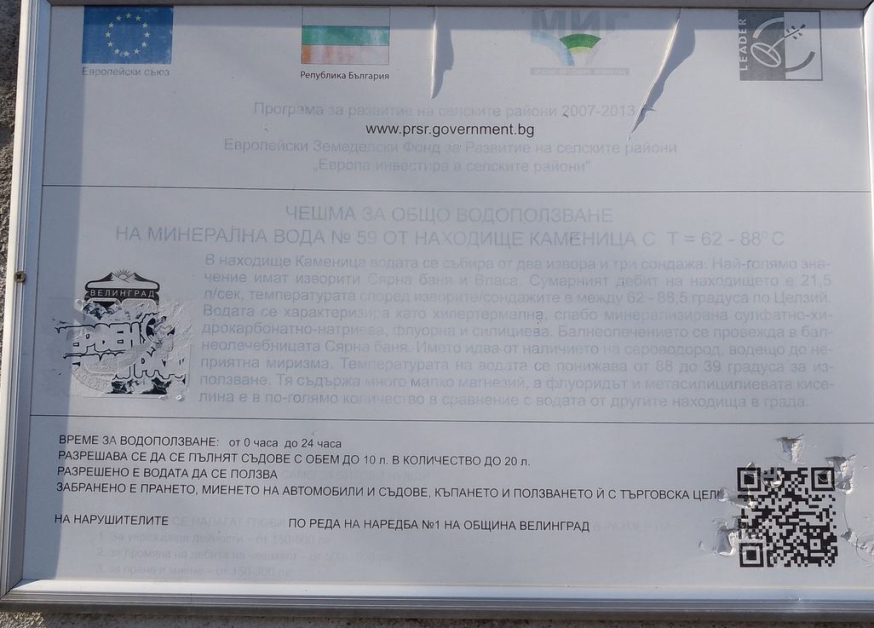 Европейски съюз
Република България
МИГ
LEADER
Програма за развитие на селските райони 2007-2013
www.prsr.government.bg
Европейски Земеделски Фонд за Развитие на селските райони
„Европа инвестира в селските райони"
ЧЕШМА ЗА ОБЩО ВОДОПОЛЗВАНЕ
НА МИНЕРАЛНА ВОДА № 59 ОТ НАХОДИЩЕ КАМЕНИЦА С Т = 62 - 88° С
В находище Каменица водата се събира от два извора и три сондажа. Най-голямо зна-
чение имат изворити Сярна баня и Власа. Сумарният дебит на находището е 21,5
л/сек, температурата според изворите/сондажите е между 62 - 88,5 градуса по Целзий.
Водата се характеризира като хипертермална, слабо минерализирана сулфатно-хи-
дрокарбонатно-натриева, флуорна и силициева. Балнеолечението се провежда в бал-
неолечебницата Сярна баня. Името идва от наличието на сероводород, водещо до не-
приятна миризма. Температурата на водата се понижава от 88 до 39 градуса за из-
ползване. Тя съдържа много малко магнезий, а флуоридът и метасилициевата кисе-
лина е в по-голямо количество в сравнение с водата от другите находища в града.
ВЕЛИНГРАД
ВРЕМЕ ЗА ВОДОПОЛЗВАНЕ: от 0 часа до 24 часа
РАЗРЕШАВА СЕ ДА СЕ ПЪЛНЯТ СЪДОВЕ С ОБЕМ ДО 10 л. В КОЛИЧЕСТВО ДО 20 л.
РАЗРЕШЕНО Е ВОДАТА ДА СЕ ПОЛЗВА
ЗАБРАНЕНО Е ПРАНЕТО, МИЕНЕТО НА АВТОМОБИЛИ И СЪДОВЕ, КЪПАНЕТО И ПОЛЗВАНЕТО Й С ТЪРГОВСКА ЦЕЛ!
НА НАРУШИТЕЛИТЕ СЕ НАЛАГАТ ГЛОБИ ПО РЕДА НА НАРЕДБА №1 НА ОБЩИНА ВЕЛИНГРАД